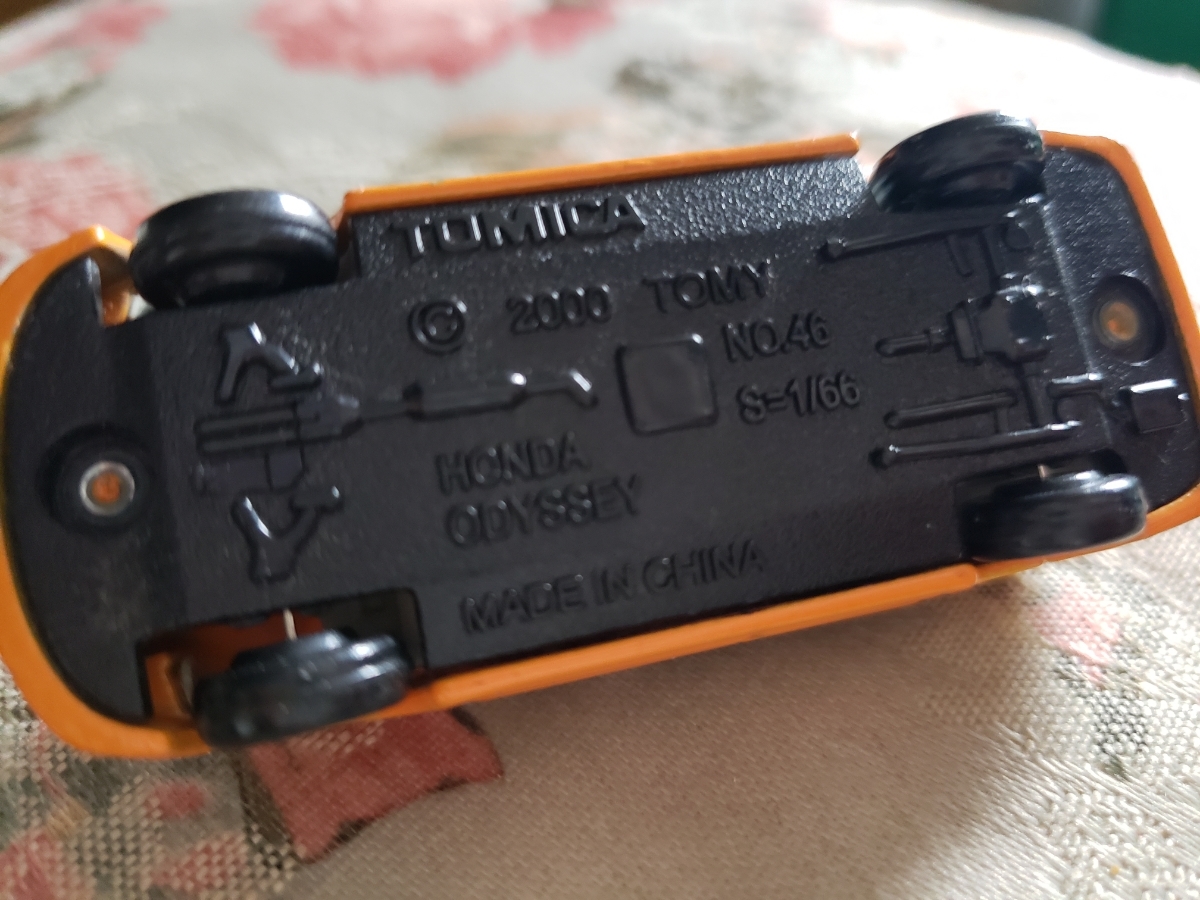 TOMICA
© 2000 TOMY
NO.46
S=1/66
HONDA
ODYSSEY
MADE IN CHINA